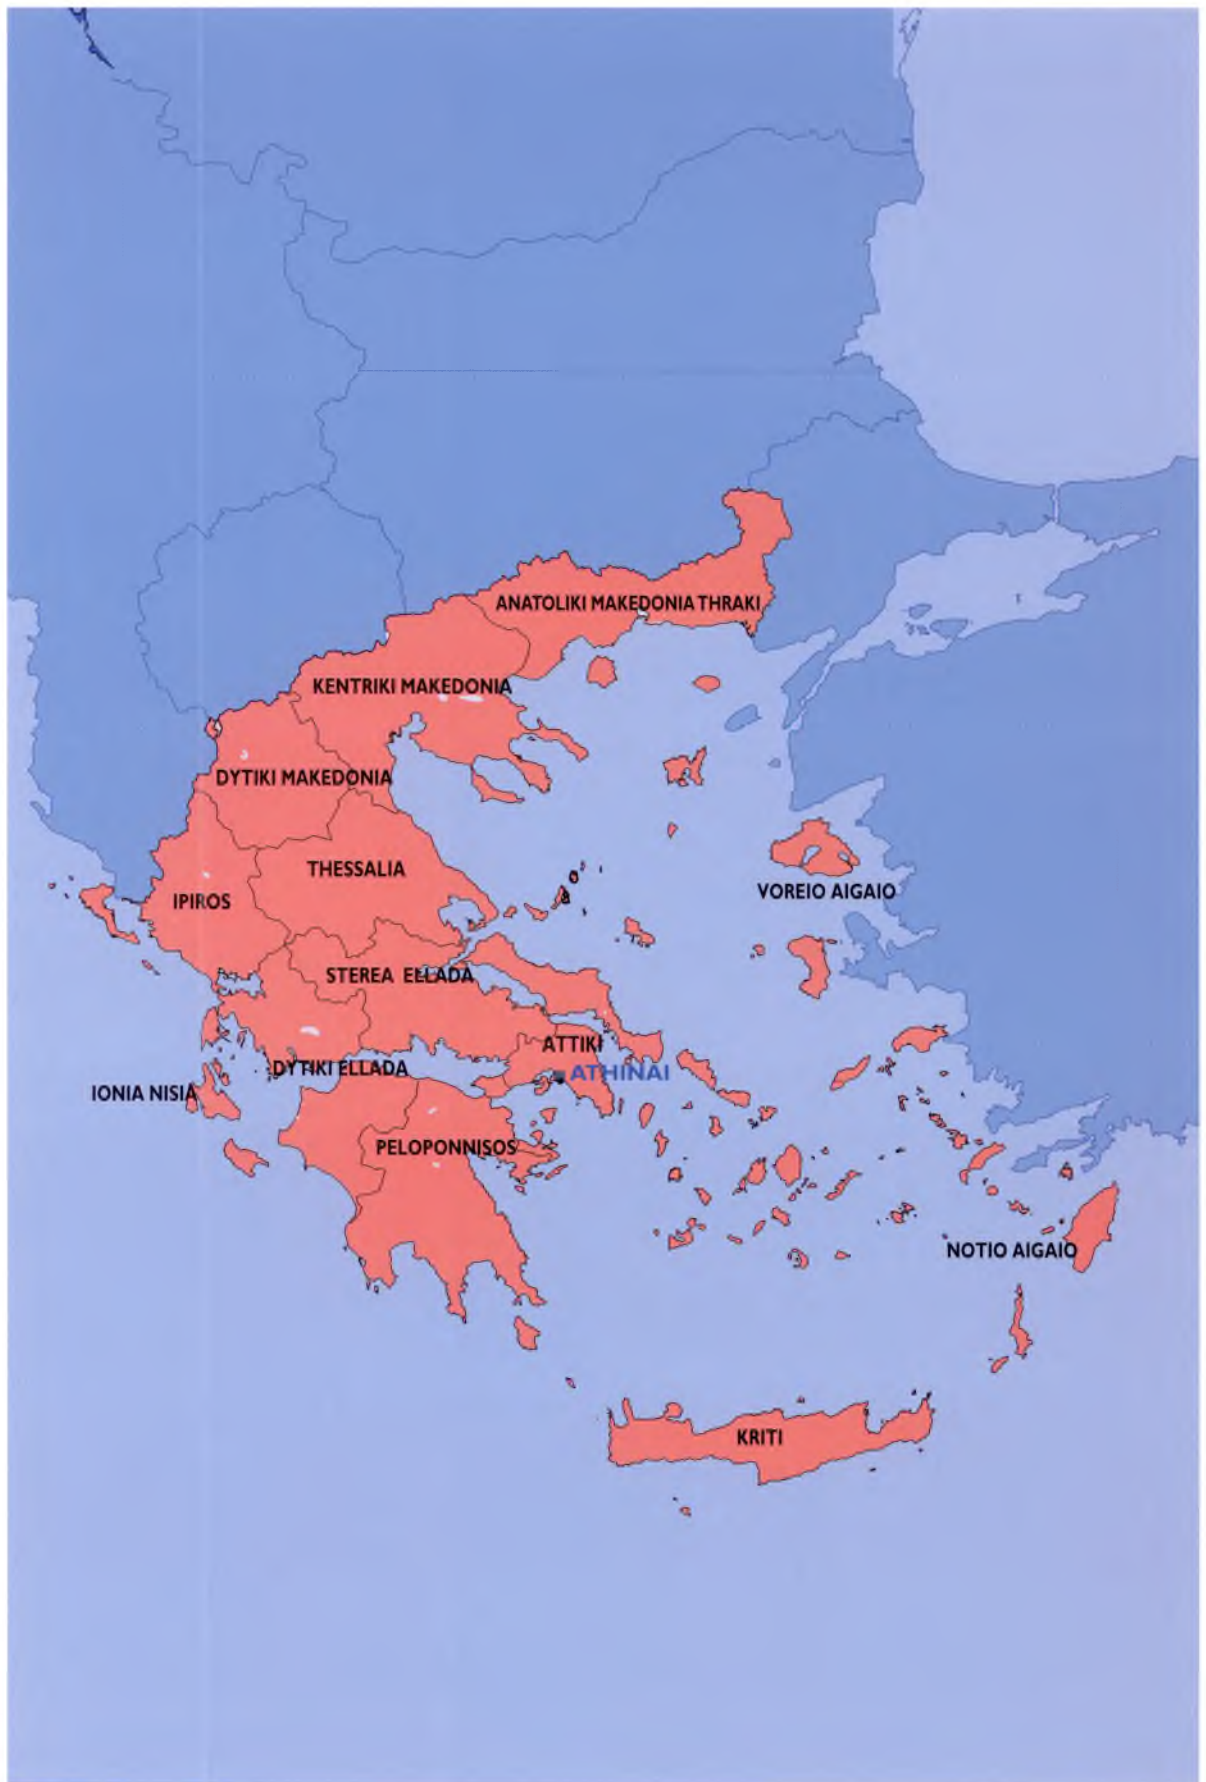 ANATOLIKI MAKEDONIA THRAKI
KENTRIKI MAKEDONIA
DYTIKI MAKEDONIA
THESSALIA
IPIROS
VOREIO AIGAIO
STEREA ELLADA
ATTIKI
ATHINAI
DYTIKI ELLADA
IONIA NISIA
PELOPONNISOS
NOTIO AIGAIO
KRITI